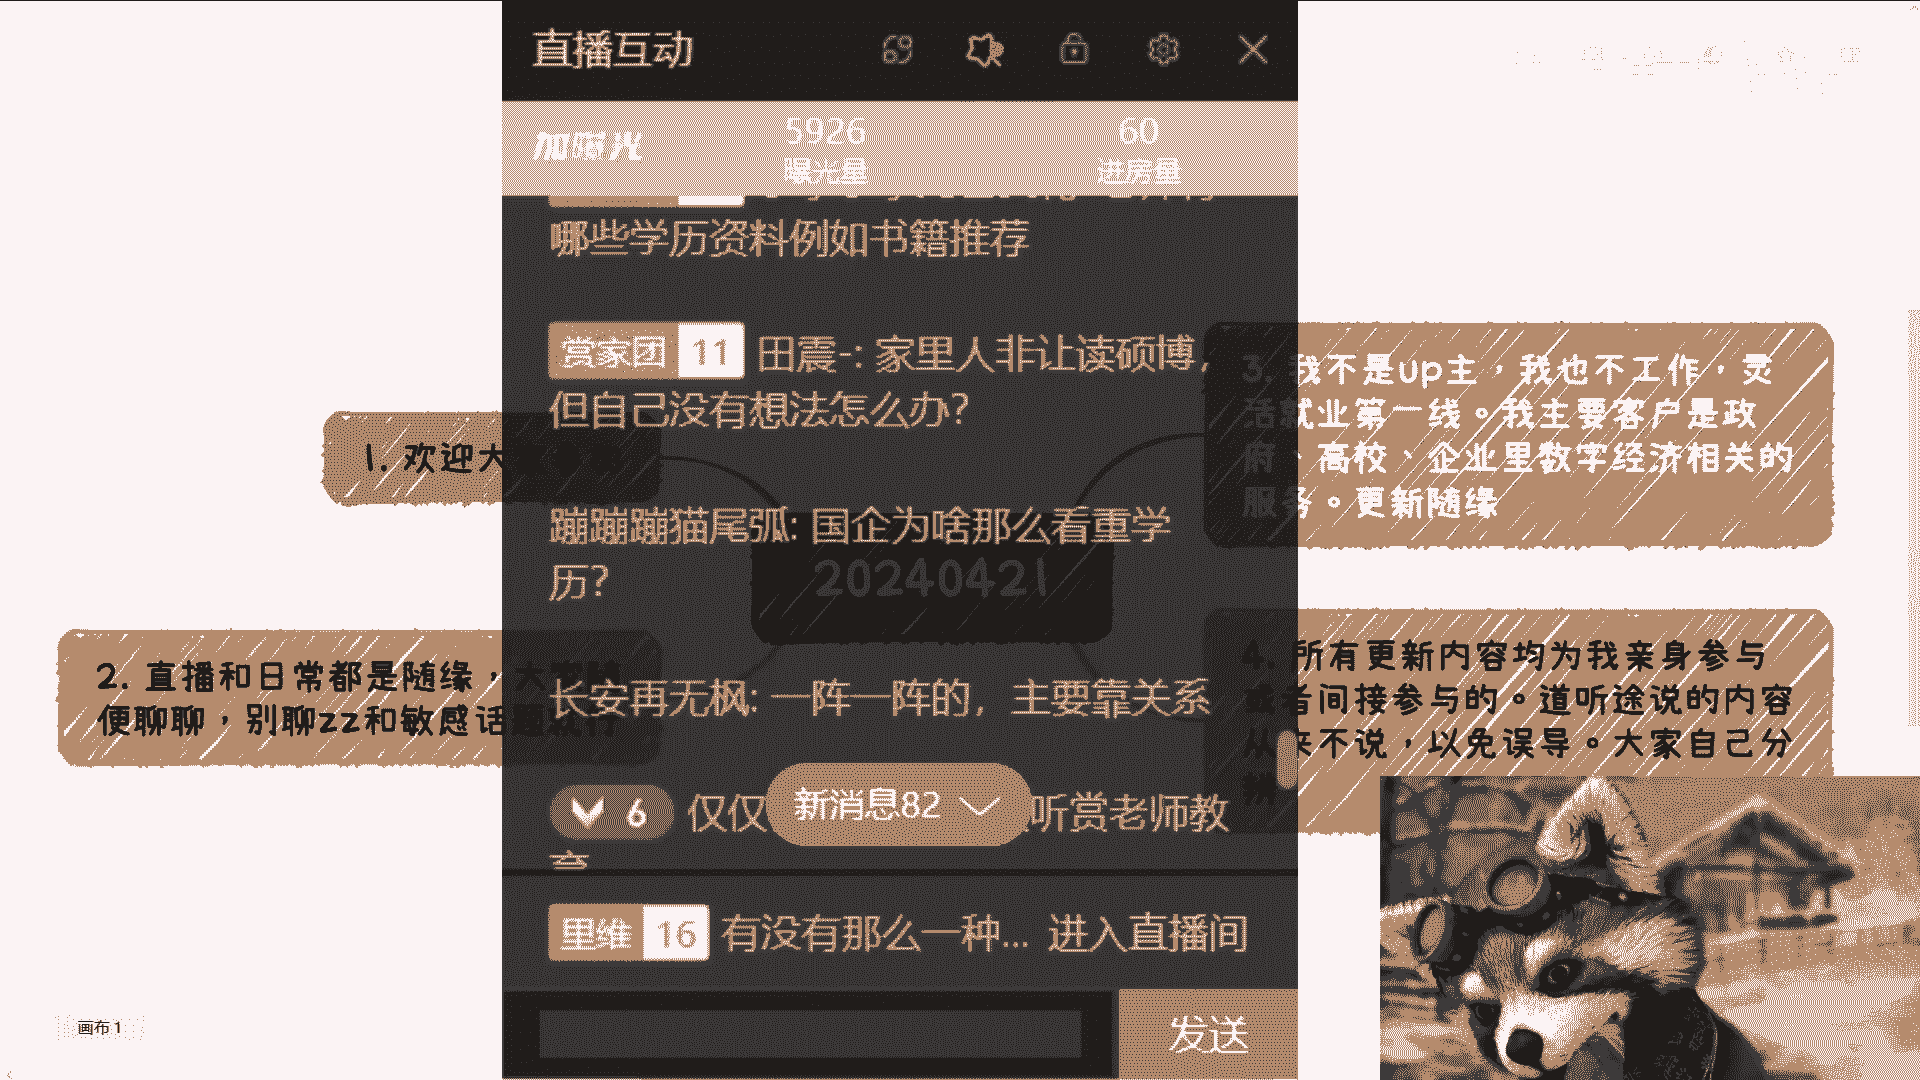 直播互动
加曝光
5926
曝光量
60
进房量
哪些学历资料例如书籍推荐
赏家团 11 田震-: 家里人非让读硕博,
但自己没有想法怎么办?
蹦蹦蹦猫尾弧: 国企为啥那么看重学
历?
长安再无枫: 一阵一阵的, 主要靠关系
6 仅仅
新消息82
听赏老师教
里维 16 有没有那么一种... 进入直播间
发送
1. 欢迎大
2. 直播和日常都是随缘,大家随
便聊聊,别聊zz和敏感话题就行
20240421
3. 我不是up主,我也不工作,灵
活就业第一线。我主要客户是政
府、高校、企业里数字经济相关的
服务。更新随缘
4. 所有更新内容均为我亲身参与
或者间接参与的。道听途说的内容
从来不说,以免误导。大家自己分
画布 1